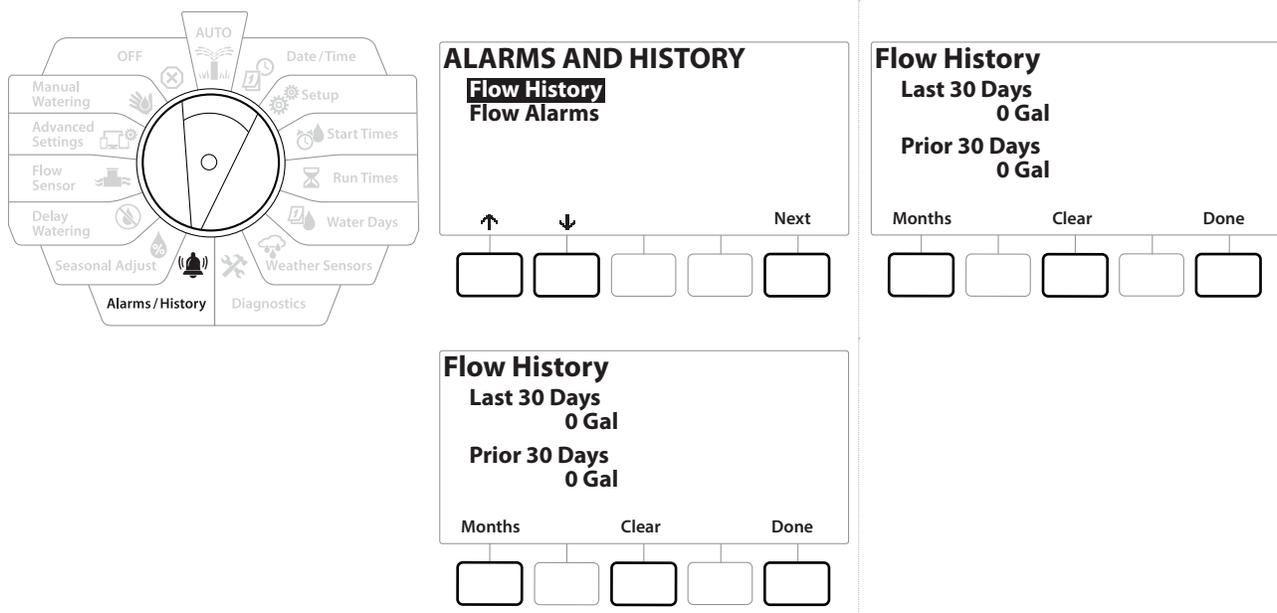 AUTO
OFF
Date/Time
Manual
Watering
Setup
Advanced
Settings
Start Times
Flow
Sensor
Run Times
Delay
Watering
Water Days
Seasonal Adjust
%
Weather Sensors
Alarms/History
Diagnostics
ALARMS AND HISTORY
Flow History
Flow Alarms
↑ ↓ Next
Flow History
Last 30 Days
0 Gal
Prior 30 Days
0 Gal
Months Clear Done
Flow History
Last 30 Days
0 Gal
Prior 30 Days
0 Gal
Months Clear Done